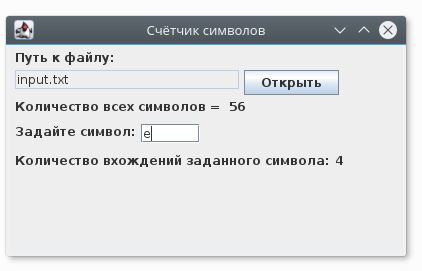 Счётчик символов
Путь к файлу:
input.txt Открыть
Количество всех символов = 56
Задайте символ: е
Количество вхождений заданного символа: 4